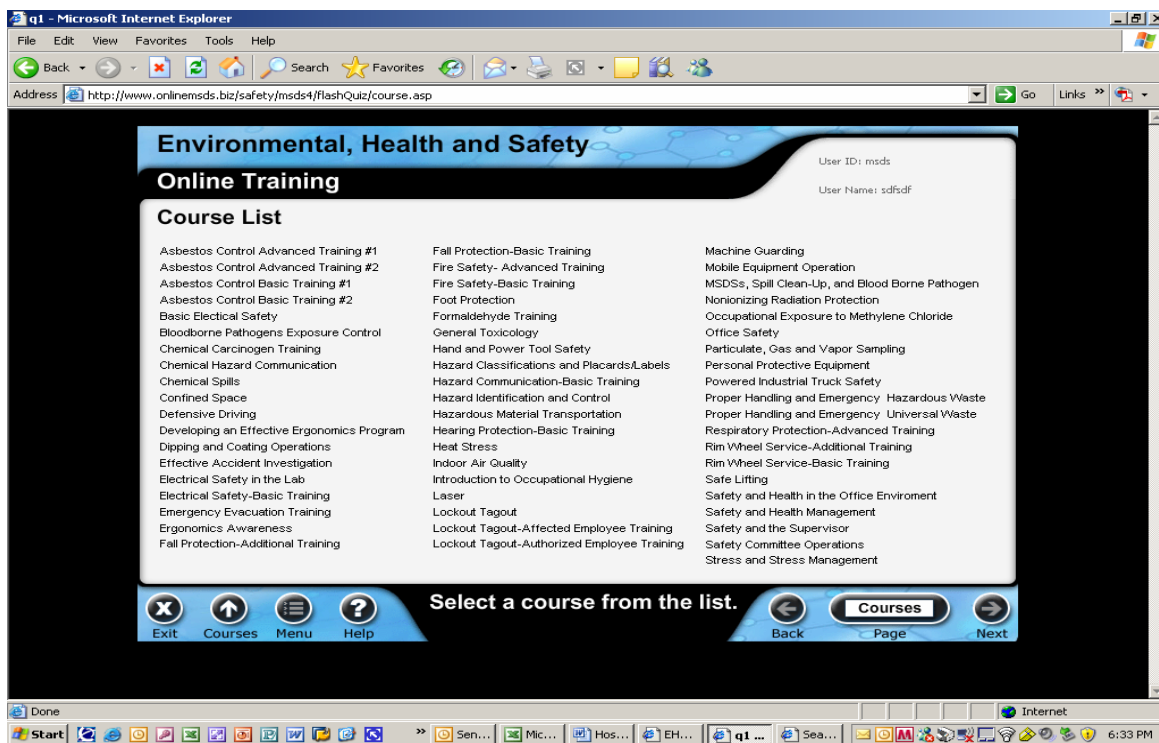 q1 - Microsoft Internet Explorer
File Edit View Favorites Tools Help
Back Search Favorites
Address http://www.onlinemsds.biz/safety/msds4/flashQuiz/course.asp Go Links »
Environmental, Health and Safety
User ID: msds
Online Training
User Name: sdfsdf
Course List
Asbestos Control Advanced Training #1
Asbestos Control Advanced Training #2
Asbestos Control Basic Training #1
Asbestos Control Basic Training #2
Basic Electical Safety
Bloodborne Pathogens Exposure Control
Chemical Carcinogen Training
Chemical Hazard Communication
Chemical Spills
Confined Space
Defensive Driving
Developing an Effective Ergonomics Program
Dipping and Coating Operations
Effective Accident Investigation
Electrical Safety in the Lab
Electrical Safety-Basic Training
Emergency Evacuation Training
Ergonomics Awareness
Fall Protection-Additional Training
Fall Protection-Basic Training
Fire Safety- Advanced Training
Fire Safety-Basic Training
Foot Protection
Formaldehyde Training
General Toxicology
Hand and Power Tool Safety
Hazard Classifications and Placards/Labels
Hazard Communication-Basic Training
Hazard Identification and Control
Hazardous Material Transportation
Hearing Protection-Basic Training
Heat Stress
Indoor Air Quality
Introduction to Occupational Hygiene
Laser
Lockout Tagout
Lockout Tagout-Affected Employee Training
Lockout Tagout-Authorized Employee Training
Machine Guarding
Mobile Equipment Operation
MSDSs, Spill Clean-Up, and Blood Borne Pathogen
Nonionizing Radiation Protection
Occupational Exposure to Methylene Chloride
Office Safety
Particulate, Gas and Vapor Sampling
Personal Protective Equipment
Powered Industrial Truck Safety
Proper Handling and Emergency Hazardous Waste
Proper Handling and Emergency Universal Waste
Respiratory Protection-Advanced Training
Rim Wheel Service-Additional Training
Rim Wheel Service-Basic Training
Safe Lifting
Safety and Health in the Office Enviroment
Safety and Health Management
Safety and the Supervisor
Safety Committee Operations
Stress and Stress Management
Select a course from the list.
Courses
Exit Courses Menu Help Back Page Next
Done Internet
Start » Sen... Mic... Hos... EH... q1 ... Sea... 6:33 PM